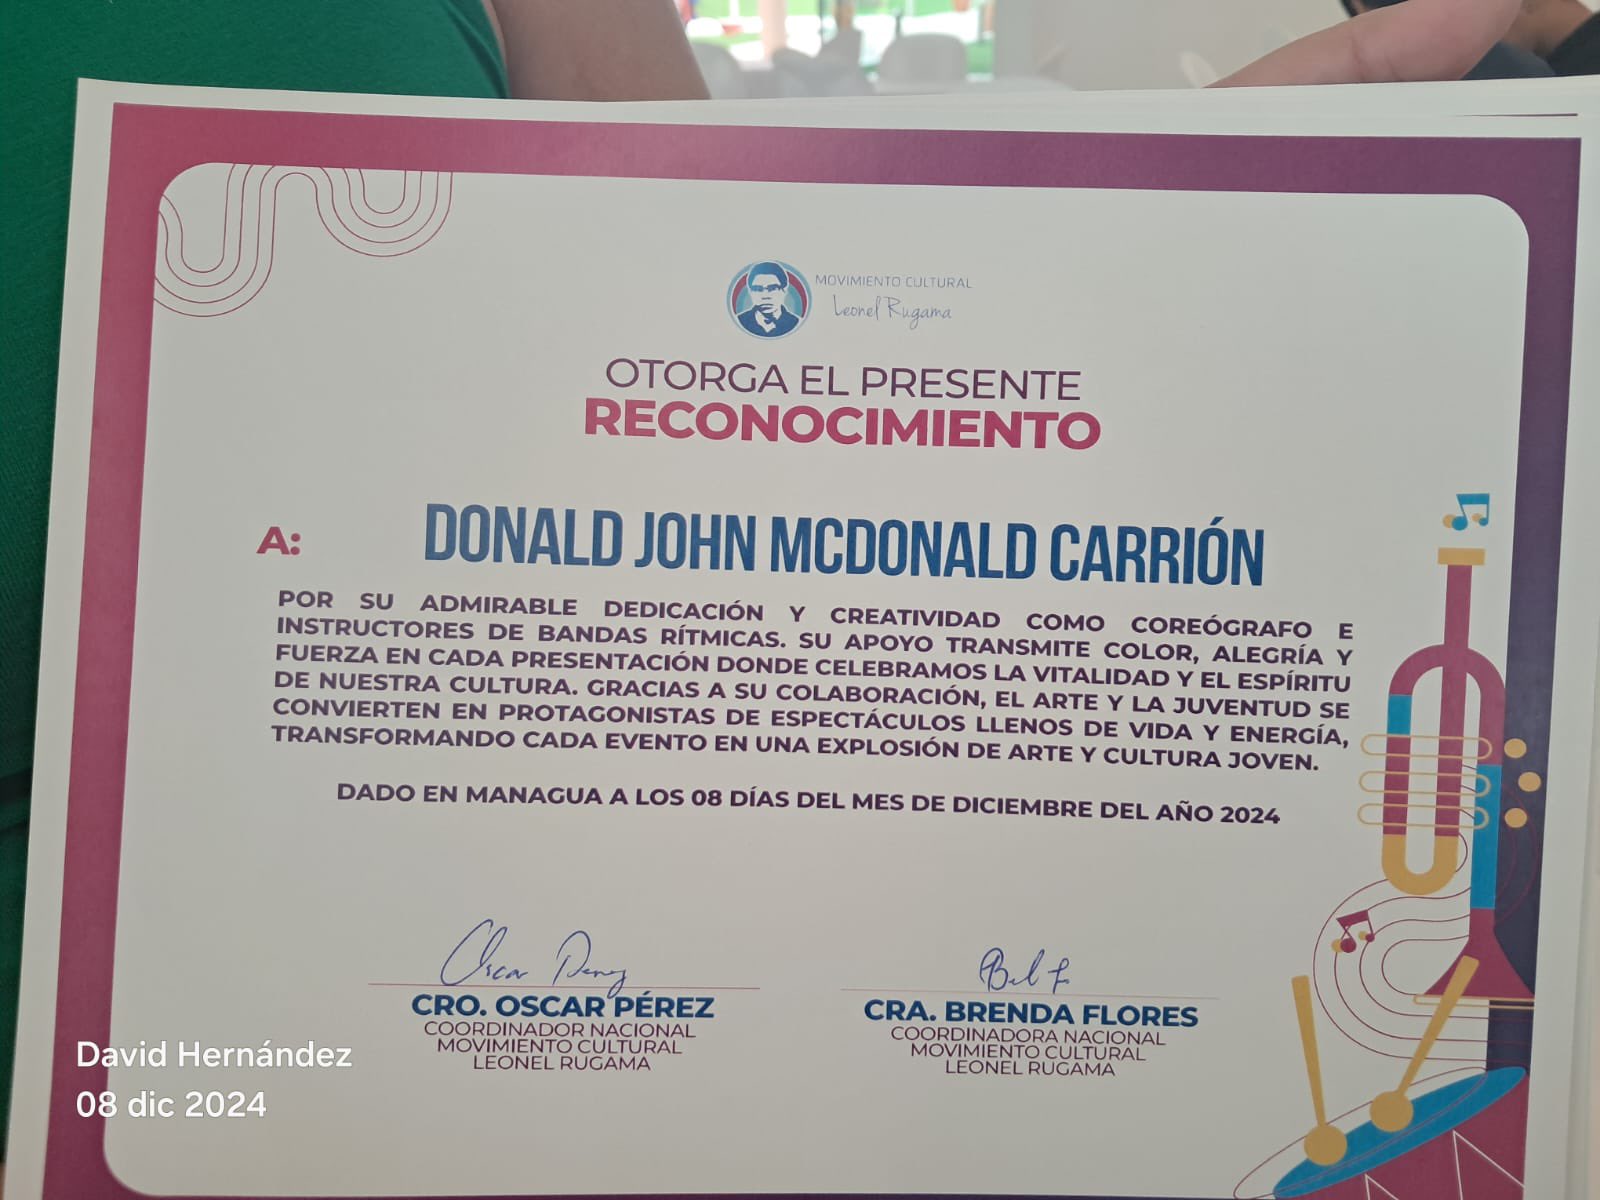 MOVIMIENTO CULTURAL
Leonel Rugama
OTORGA EL PRESENTE
RECONOCIMIENTO
A: DONALD JOHN MCDONALD CARRIÓN
POR SU ADMIRABLE DEDICACIÓN Y CREATIVIDAD COMO COREÓGRAFO E
INSTRUCTORES DE BANDAS RÍTMICAS. SU APOYO TRANSMITE COLOR, ALEGRÍA Y
FUERZA EN CADA PRESENTACIÓN DONDE CELEBRAMOS LA VITALIDAD Y EL ESPÍRITU
DE NUESTRA CULTURA. GRACIAS A SU COLABORACIÓN, EL ARTE Y LA JUVENTUD SE
CONVIERTEN EN PROTAGONISTAS DE ESPECTÁCULOS LLENOS DE VIDA Y ENERGÍA,
TRANSFORMANDO CADA EVENTO EN UNA EXPLOSIÓN DE ARTE Y CULTURA JOVEN.
DADO EN MANAGUA A LOS 08 DÍAS DEL MES DE DICIEMBRE DEL AÑO 2024
Oscar Perez
CRO. OSCAR PÉREZ
COORDINADOR NACIONAL
MOVIMIENTO CULTURAL
LEONEL RUGAMA
CRA. BRENDA FLORES
COORDINADORA NACIONAL
MOVIMIENTO CULTURAL
LEONEL RUGAMA
David Hernández
08 dic 2024